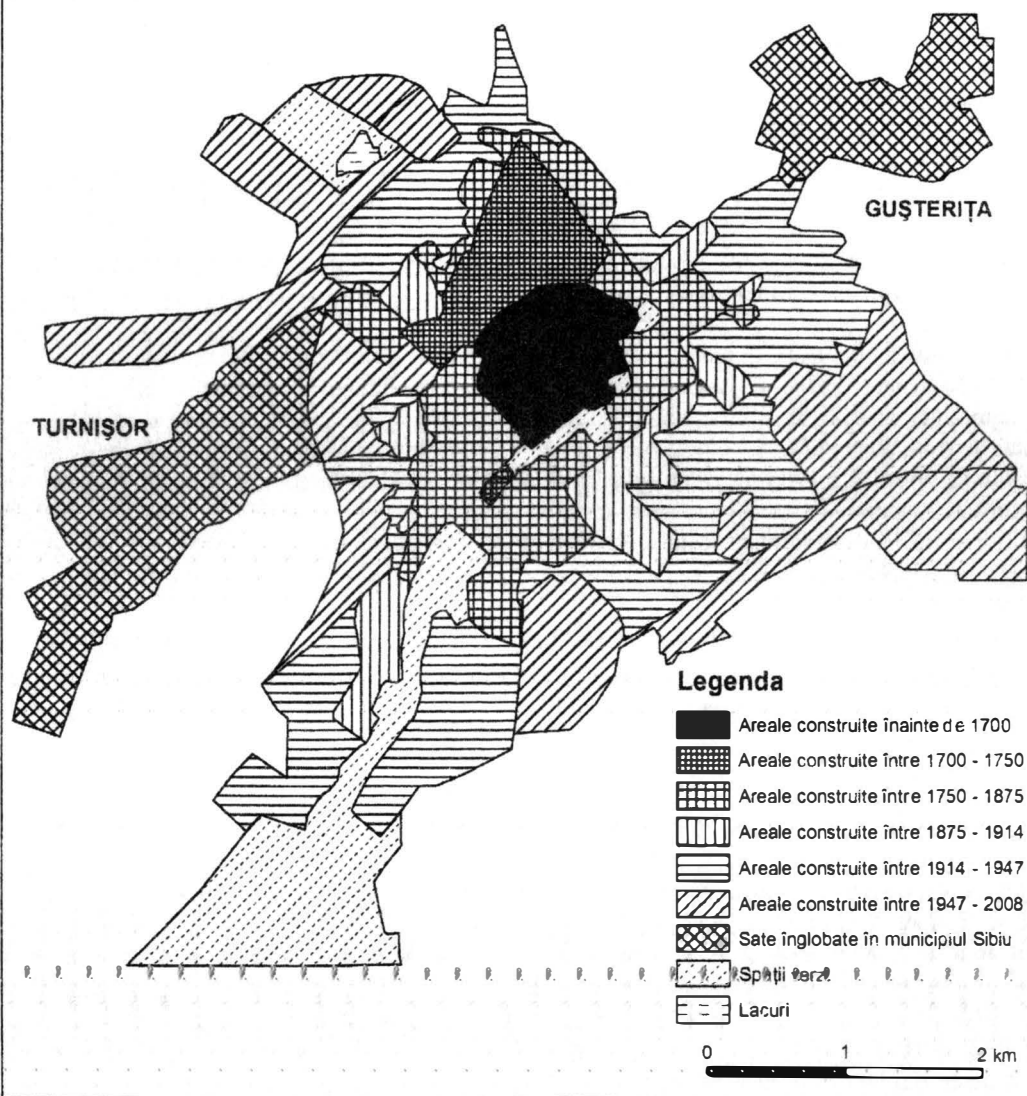 GUŞTERIŢA
TURNIŞOR
Legenda
Areale construite înainte de 1700
Areale construite între 1700 - 1750
Areale construite între 1750 - 1875
Areale construite între 1875 - 1914
Areale construite între 1914 - 1947
Areale construite între 1947 - 2008
Sate înglobate în municipiul Sibiu
Spaţii verzi
Lacuri
0 1 2 km